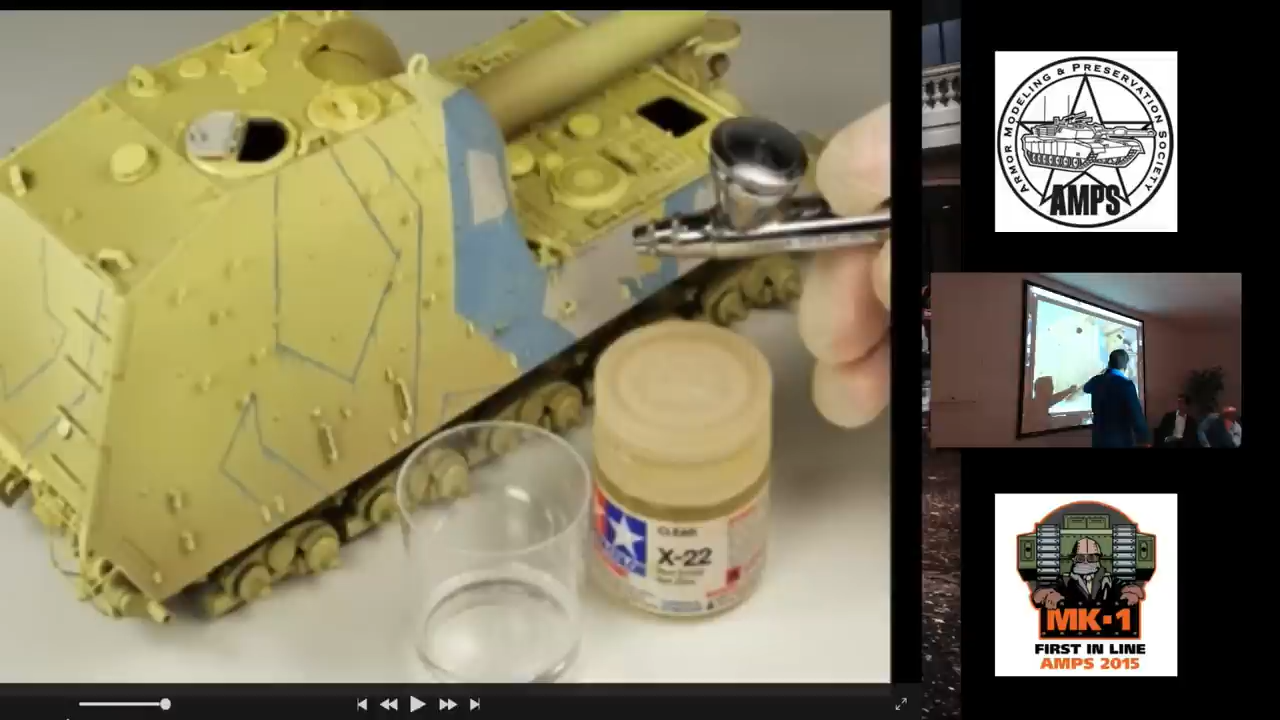 CLEAR
X-22
ARMOR MODELING & PRESERVATION SOCIETY
AMPS
MK-1
FIRST IN LINE
AMPS 2015